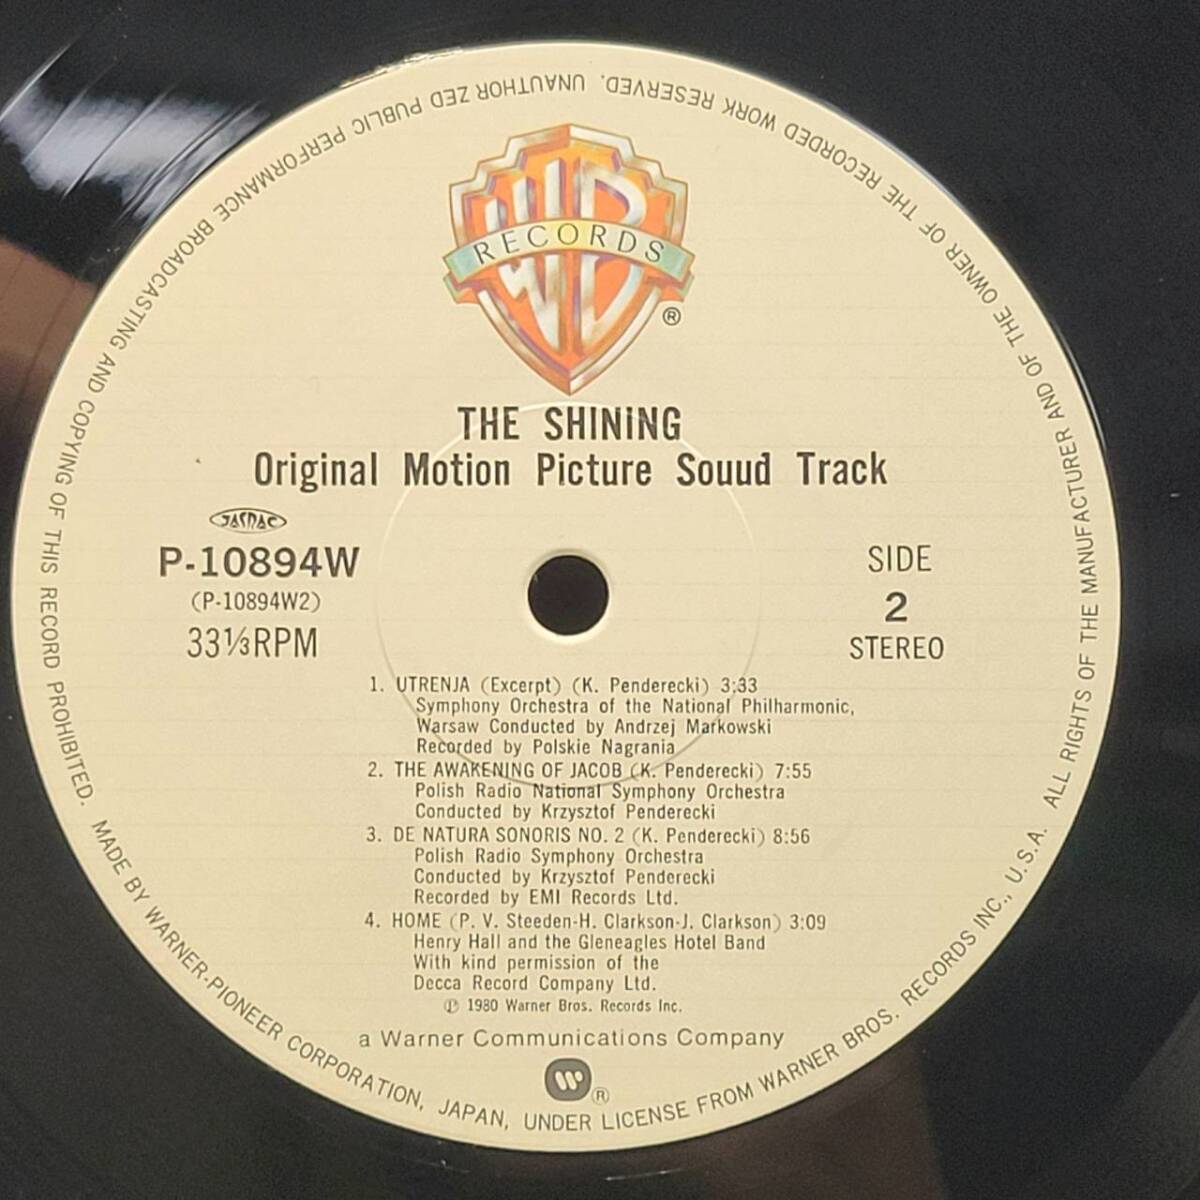 WB
RECORDS
®
THE SHINING
Original Motion Picture Souud Track
JASRAC
P-10894W
(P-10894W2)
33⅓RPM
SIDE
2
STEREO
1. UTRENJA (Excerpt) (K. Penderecki) 3:33
Symphony Orchestra of the National Philharmonic,
Warsaw Conducted by Andrzej Markowski
Recorded by Polskie Nagrania
2. THE AWAKENING OF JACOB (K. Penderecki) 7:55
Polish Radio National Symphony Orchestra
Conducted by Krzysztof Penderecki
3. DE NATURA SONORIS NO. 2 (K. Penderecki) 8:56
Polish Radio Symphony Orchestra
Conducted by Krzysztof Penderecki
Recorded by EMI Records Ltd.
4. HOME (P. V. Steeden-H. Clarkson-J. Clarkson) 3:09
Henry Hall and the Gleneagles Hotel Band
With kind permission of the
Decca Record Company Ltd.
℗ 1980 Warner Bros. Records Inc.
a Warner Communications Company
®
MADE BY WARNER-PIONEER CORPORATION, JAPAN, UNDER LICENSE FROM WARNER BROS. RECORDS INC., U.S.A. ALL RIGHTS OF THE MANUFACTURER AND OF THE OWNER OF THE RECORDED WORK RESERVED. UNAUTHOR ZED PUBLIC PERFORMANCE BROADCASTING AND COPYING OF THIS RECORD PROHIBITED.